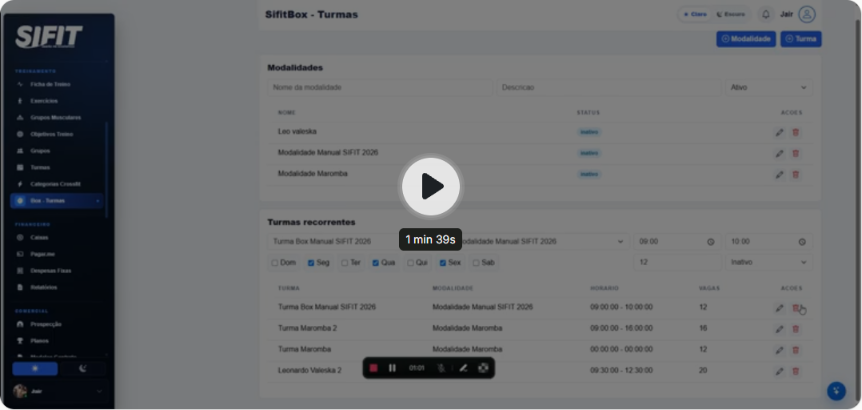 SifitBox - Turmas
Claro Escuro Jair
SIFIT
Modalidade Turma
TREINAMENTO
Ficha de Treino
Exercícios
Grupos Musculares
Objetivos Treino
Grupos
Turmas
Categorias Crossfit
Box - Turmas
FINANCEIRO
Caixas
Pagar/Rec
Despesas Fixas
Relatórios
COMERCIAL
Prospecção
Planos
Jair
Modalidades
Nome da modalidade Descricao Ativo
NOME STATUS ACOES
Leo valeska Inativo
Modalidade Manual SIFIT 2026 Inativo
Modalidade Maromba Inativo
1 min 39s
Turmas recorrentes
Turma Box Manual SIFIT 2026 odalidade Manual SIFIT 2026 09:00 10:00
Dom Seg Ter Qua Qui Sex Sab 12 Inativo
TURMA MODALIDADE HORARIO VAGAS ACOES
Turma Box Manual SIFIT 2026 Modalidade Manual SIFIT 2026 09:00:00 - 10:00:00 12
Turma Maromba 2 Modalidade Maromba 09:00:00 - 16:00:00 16
Turma Maromba Modalidade Maromba 00:00:00 - 00:00:00 12
Leonardo Valeska 2 09:30:00 - 12:30:00 20
01:01